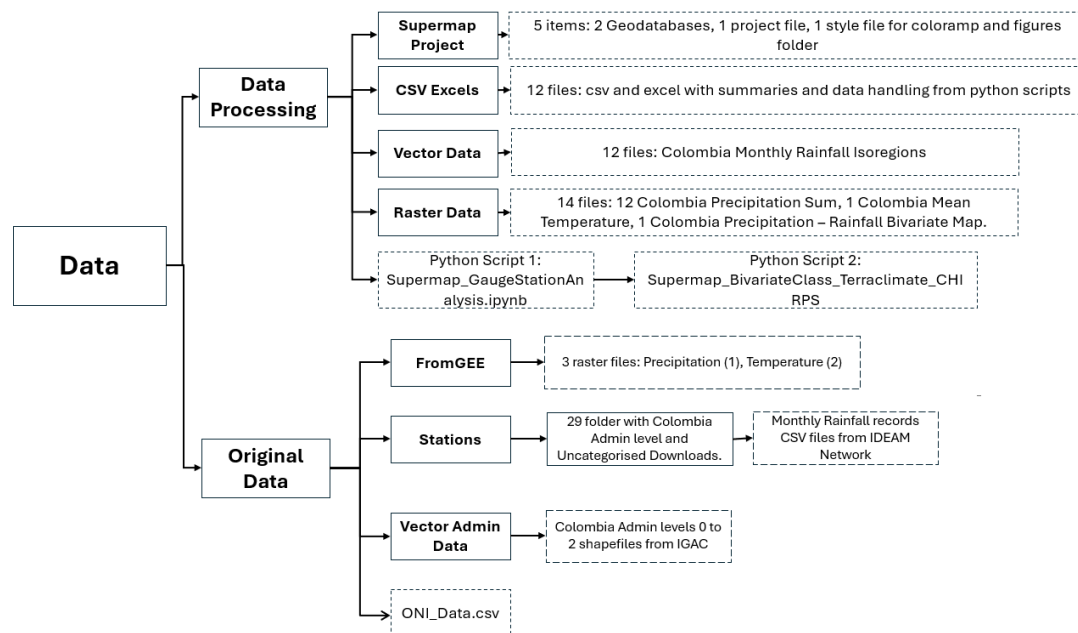 Supermap
Project
5 items: 2 Geodatabases, 1 project file, 1 style file for coloramp and figures
folder
Data
Processing
CSV Excels
12 files: csv and excel with summaries and data handling from python scripts
Vector Data
12 files: Colombia Monthly Rainfall Isoregions
Raster Data
14 files: 12 Colombia Precipitation Sum, 1 Colombia Mean
Temperature, 1 Colombia Precipitation – Rainfall Bivariate Map.
Data
Python Script 1:
Supermap_GaugeStationAn
alysis.ipynb
Python Script 2:
Supermap_BivariateClass_Terraclimate_CHI
RPS
FromGEE
3 raster files: Precipitation (1), Temperature (2)
Stations
29 folder with Colombia
Admin level and
Uncategorised Downloads.
Monthly Rainfall records
CSV files from IDEAM
Network
Original
Data
Vector Admin
Data
Colombia Admin levels 0 to
2 shapefiles from IGAC
ONI_Data.csv